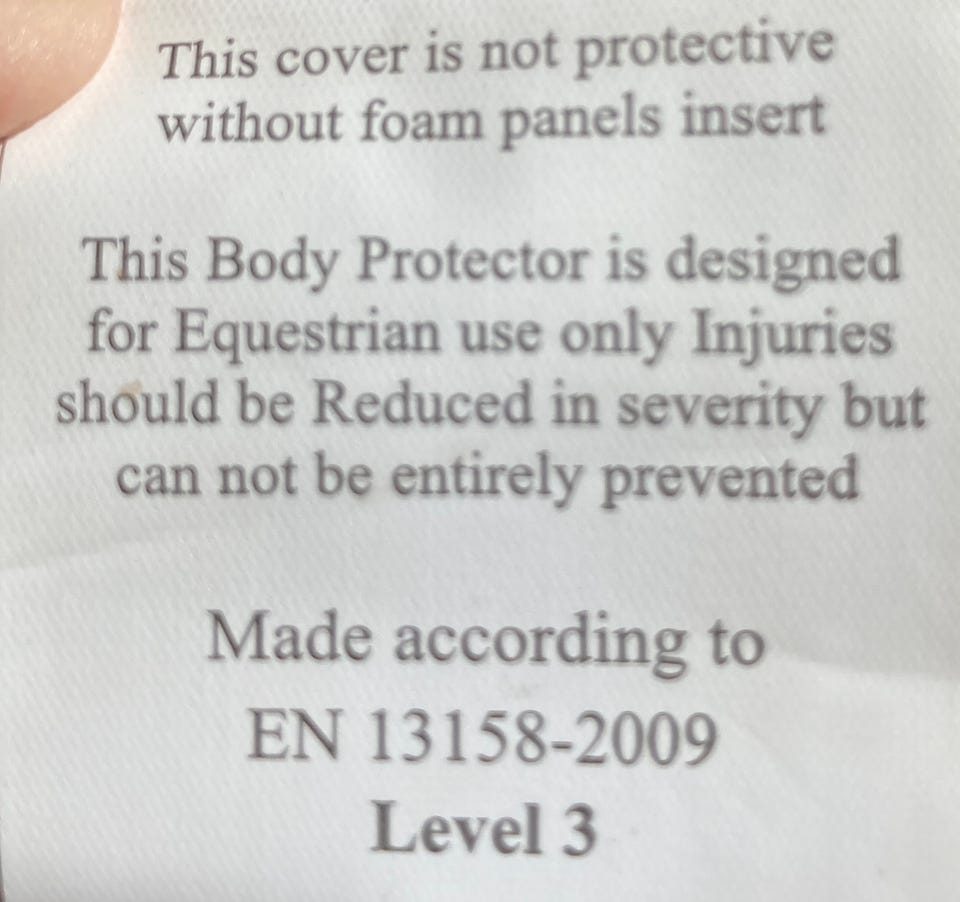 This cover is not protective
without foam panels insert
This Body Protector is designed
for Equestrian use only Injuries
should be Reduced in severity but
can not be entirely prevented
Made according to
EN 13158-2009
Level 3